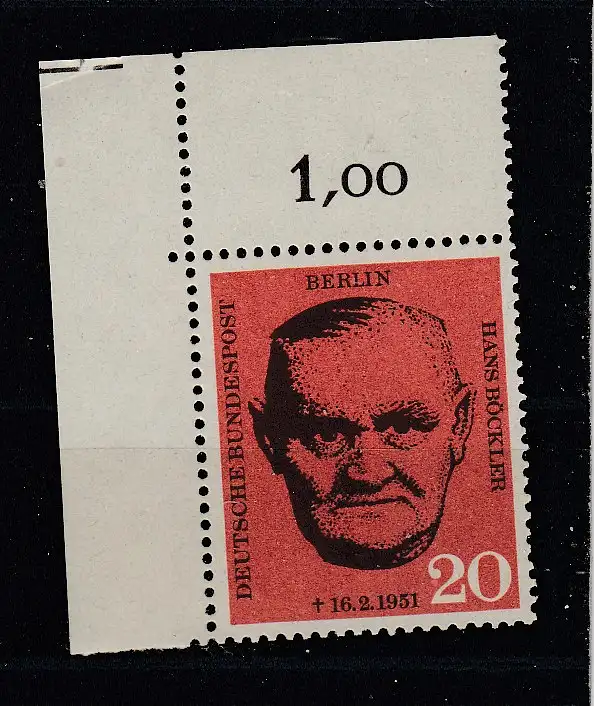 1,00
BERLIN
DEUTSCHE BUNDESPOST
HANS BÖCKLER
† 16.2.1951
20